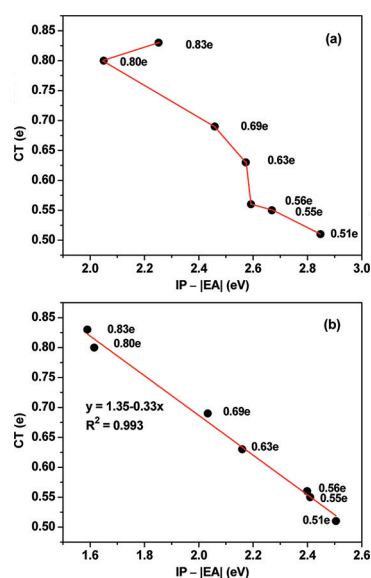 (a)
0.85
0.80
0.75
0.70
0.65
0.60
0.55
0.50
CT (e)
0.83e
0.80e
0.69e
0.63e
0.56e
0.55e
0.51e
2.0 2.2 2.4 2.6 2.8 3.0
IP – |EA| (eV)
(b)
0.85
0.80
0.75
0.70
0.65
0.60
0.55
0.50
CT (e)
0.83e
0.80e
y = 1.35-0.33x
R² = 0.993
0.69e
0.63e
0.56e
0.55e
0.51e
1.6 1.8 2.0 2.2 2.4 2.6
IP – |EA| (eV)